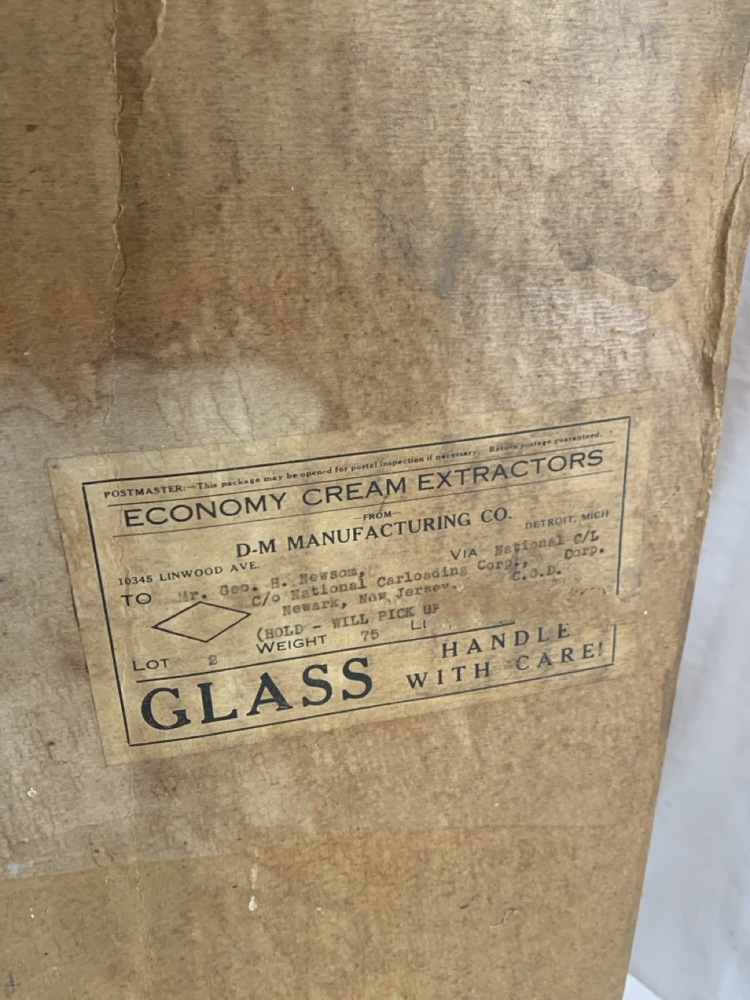 POSTMASTER:—This package may be opened for postal inspection if necessary. Return postage guaranteed.
ECONOMY CREAM EXTRACTORS
—FROM—
D-M MANUFACTURING CO.
10345 LINWOOD AVE. DETROIT, MICH
VIA National C/L
TO Mr. Geo. H. Newsom, Corp.
C/o National Carloading Corp., C.O.D.
Newark, New Jersey.
(HOLD - WILL PICK UP
LOT 2 WEIGHT 75 L
GLASS HANDLE
WITH CARE!